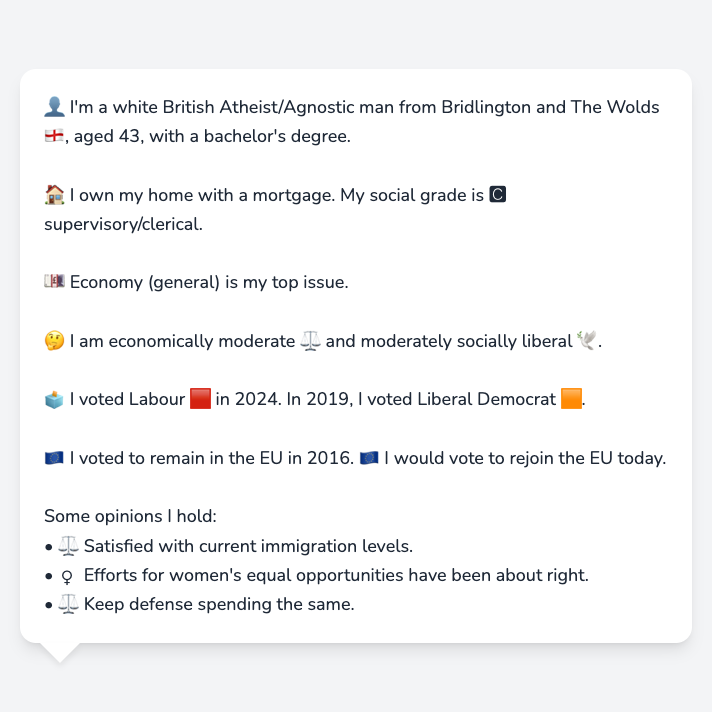 👤 I'm a white British Atheist/Agnostic man from Bridlington and The Wolds
🏴󠁧󠁢󠁥󠁮󠁧󠁿, aged 43, with a bachelor's degree.
🏠 I own my home with a mortgage. My social grade is 🅲
supervisory/clerical.
💷 Economy (general) is my top issue.
🤔 I am economically moderate ⚖️ and moderately socially liberal 🕊️.
🗳️ I voted Labour 🟥 in 2024. In 2019, I voted Liberal Democrat 🟧.
🇪🇺 I voted to remain in the EU in 2016. 🇪🇺 I would vote to rejoin the EU today.
Some opinions I hold:
• ⚖️ Satisfied with current immigration levels.
• ♀ Efforts for women's equal opportunities have been about right.
• ⚖️ Keep defense spending the same.